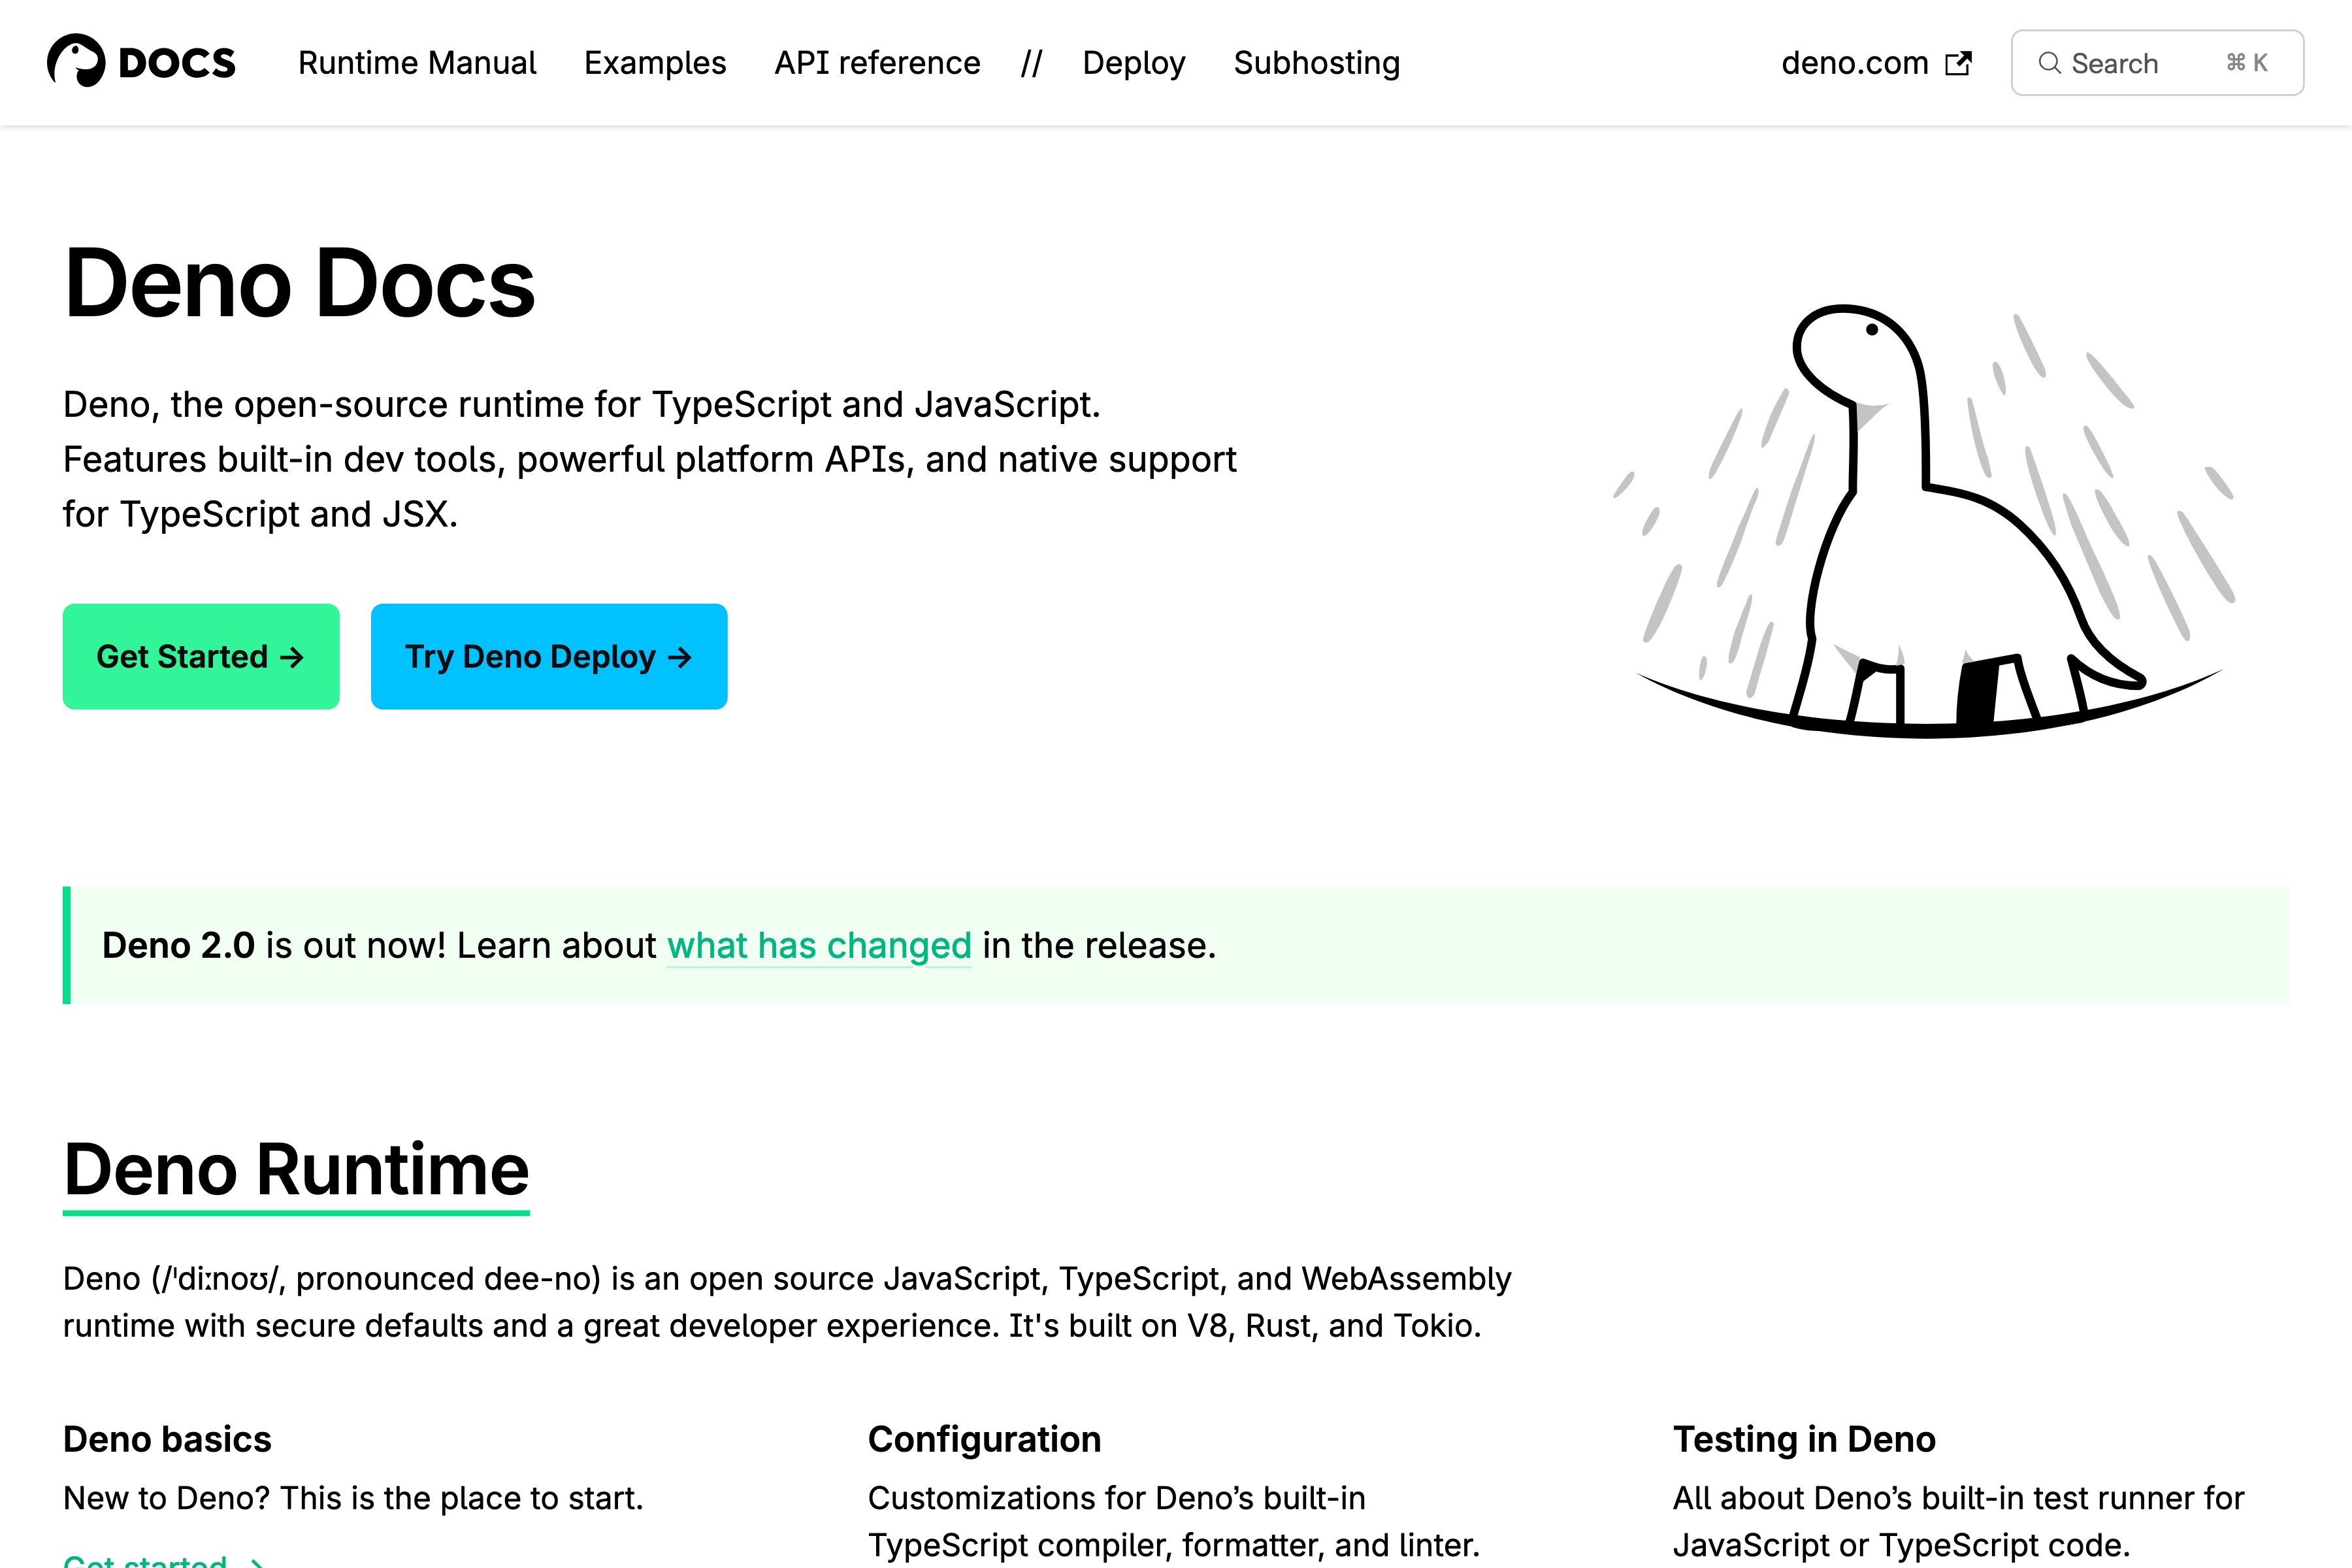 DOCS
Runtime Manual
Examples
API reference
//
Deploy
Subhosting
deno.com
Search
⌘ K
Deno Docs
Deno, the open-source runtime for TypeScript and JavaScript.
Features built-in dev tools, powerful platform APIs, and native support
for TypeScript and JSX.
Get Started →
Try Deno Deploy →
Deno 2.0 is out now! Learn about what has changed in the release.
Deno Runtime
Deno (/ˈdiːnoʊ/, pronounced dee-no) is an open source JavaScript, TypeScript, and WebAssembly
runtime with secure defaults and a great developer experience. It's built on V8, Rust, and Tokio.
Deno basics
New to Deno? This is the place to start.
Get started →
Configuration
Customizations for Deno’s built-in
TypeScript compiler, formatter, and linter.
Testing in Deno
All about Deno’s built-in test runner for
JavaScript or TypeScript code.